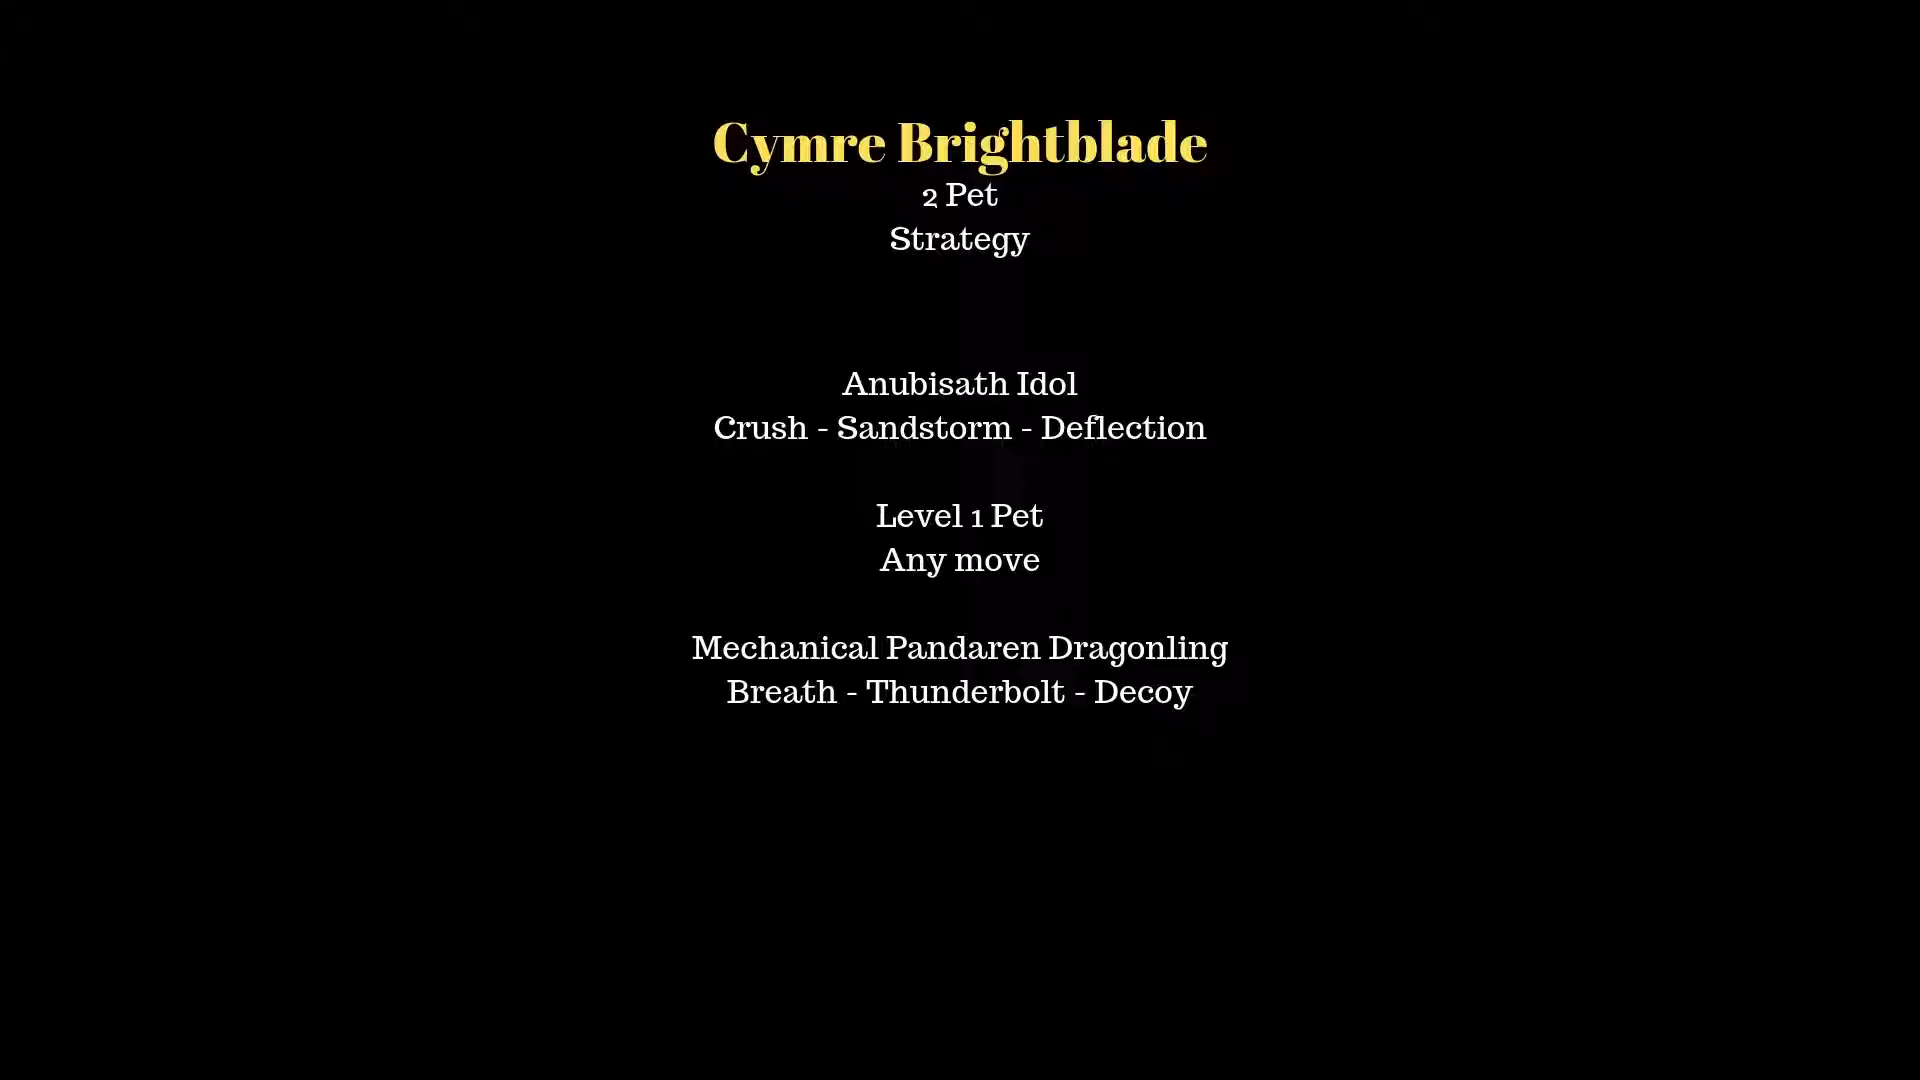 Cymre Brightblade
2 Pet
Strategy
Anubisath Idol
Crush - Sandstorm - Deflection
Level 1 Pet
Any move
Mechanical Pandaren Dragonling
Breath - Thunderbolt - Decoy